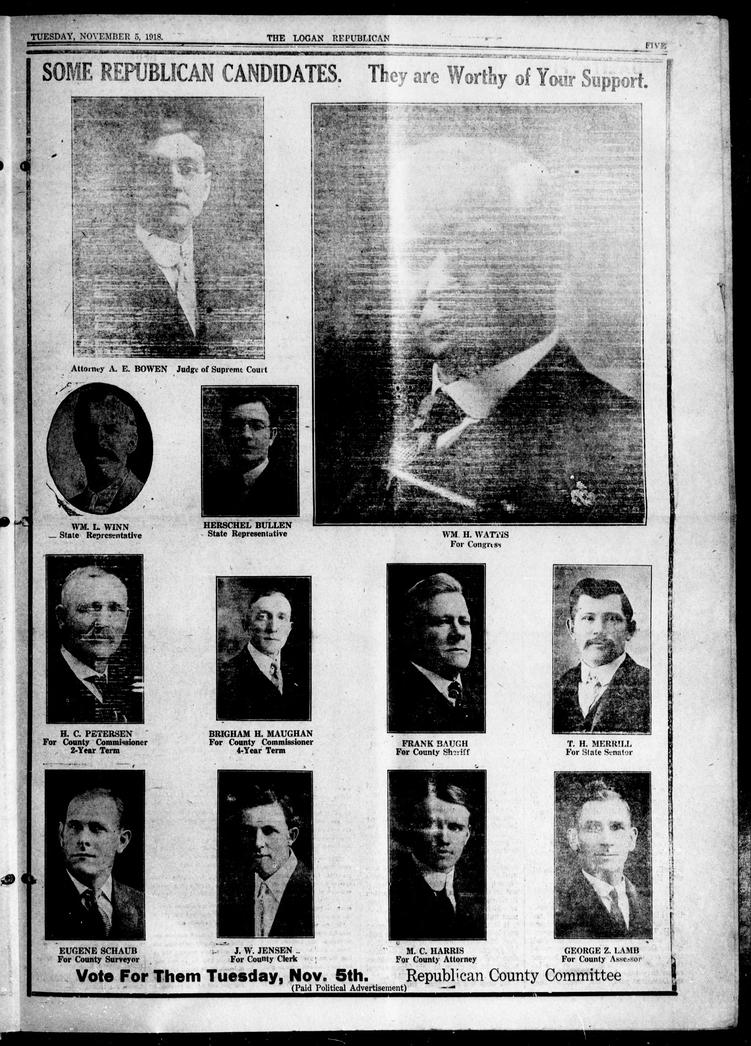 TUESDAY, NOVEMBER 5, 1918.
THE LOGAN REPUBLICAN
FIVE
SOME REPUBLICAN CANDIDATES. They are Worthy of Your Support.
Attorney A. E. BOWEN Judge of Supreme Court
WM. L. WINN
State Representative
HERSCHEL BULLEN
State Representative
WM. H. WATTIS
For Congress
H. C. PETERSEN
For County Commissioner
2-Year Term
BRIGHAM H. MAUGHAN
For County Commissioner
4-Year Term
FRANK BAUGH
For County Sheriff
T. H. MERRILL
For State Senator
EUGENE SCHAUB
For County Surveyor
J. W. JENSEN
For County Clerk
M. C. HARRIS
For County Attorney
GEORGE Z. LAMB
For County Assessor
Vote For Them Tuesday, Nov. 5th. Republican County Committee
(Paid Political Advertisement)